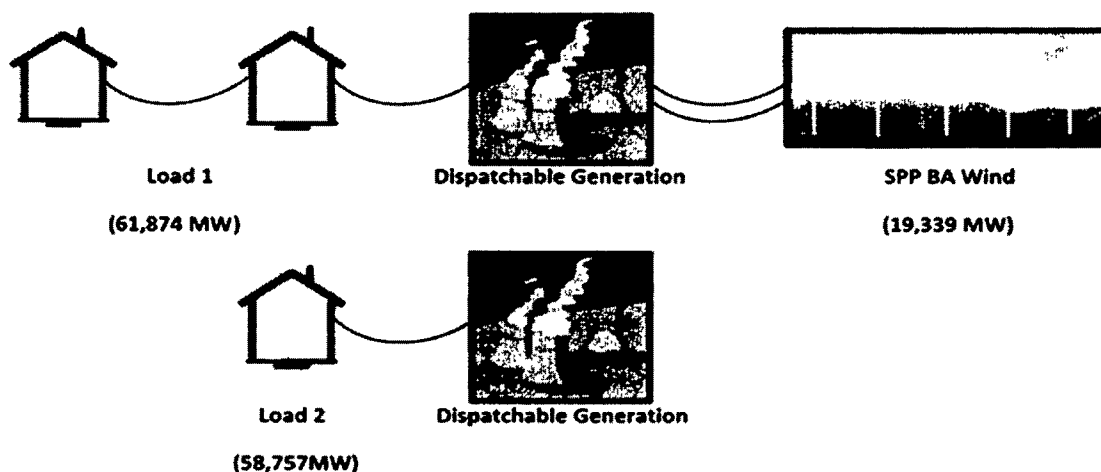 Load 1
Dispatchable Generation
SPP BA Wind
(61,874 MW)
(19,339 MW)
Load 2
Dispatchable Generation
(58,757MW)